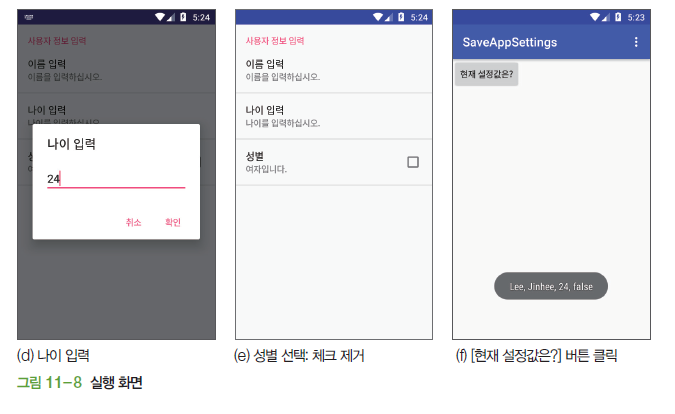 5:24
사용자 정보 입력
이름 입력
이름을 입력하십시오.
나이 입력
나이를 입력하십시오.
나이 입력
24
취소 확인
(d) 나이 입력
5:24
사용자 정보 입력
이름 입력
이름을 입력하십시오.
나이 입력
나이를 입력하십시오.
성별
여자입니다.
(e) 성별 선택: 체크 제거
5:23
SaveAppSettings
현재 설정값은?
Lee, Jinhee, 24, false
(f) [현재 설정값은?] 버튼 클릭
그림 11-8 실행 화면